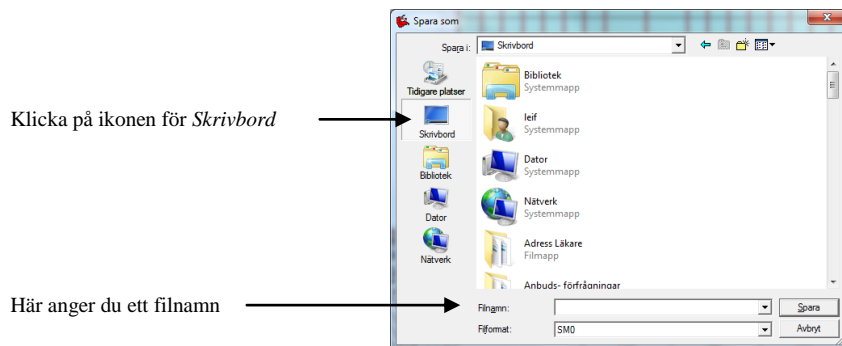 Spara som
Spara i:
Skrivbord
Tidigare platser
Skrivbord
Bibliotek
Dator
Nätverk
Bibliotek
Systemmapp
leif
Systemmapp
Dator
Systemmapp
Nätverk
Systemmapp
Adress Läkare
Filmapp
Anbuds- förfrågningar
Klicka på ikonen för Skrivbord
Här anger du ett filnamn
Filnamn:
Spara
Filformat:
SM0
Avbryt